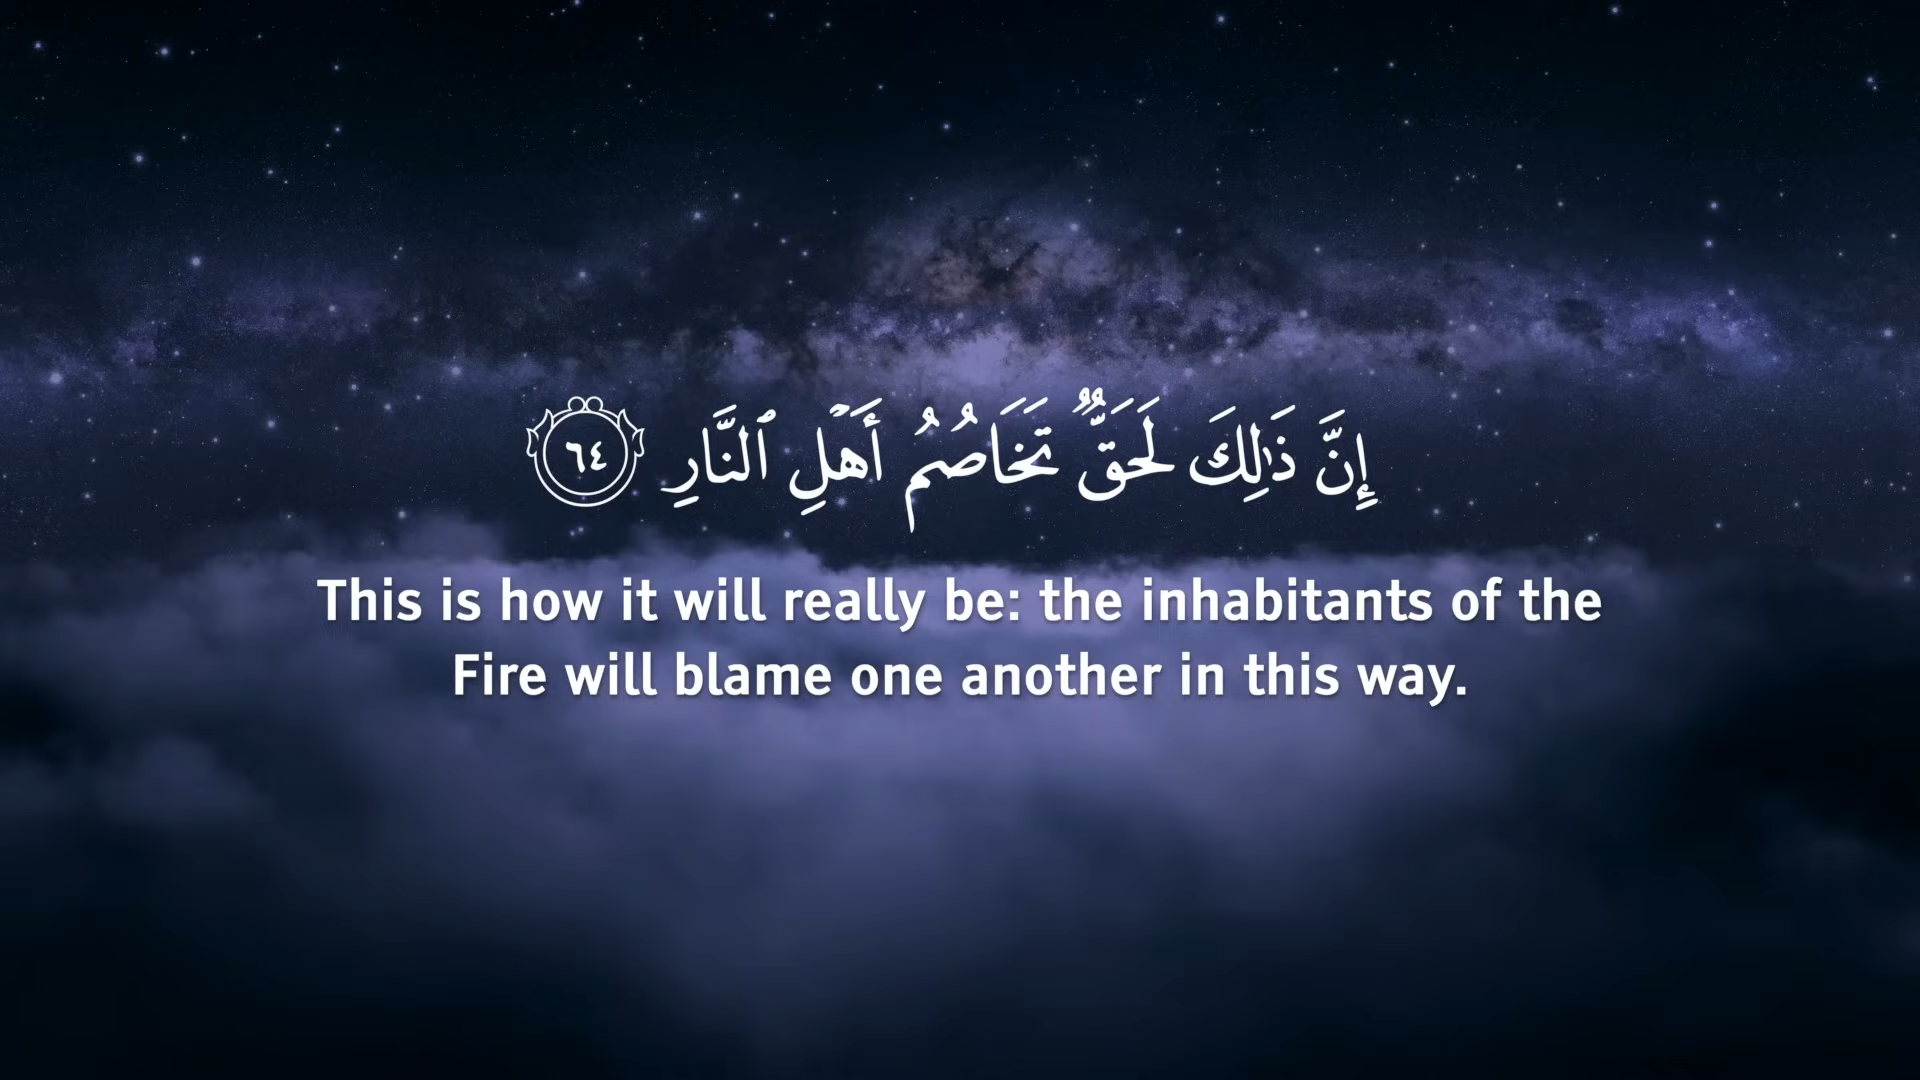 إِنَّ ذَٰلِكَ لَحَقٌّ تَخَاصُمُ أَهْلِ ٱلنَّارِ ٦٤
This is how it will really be: the inhabitants of the
Fire will blame one another in this way.